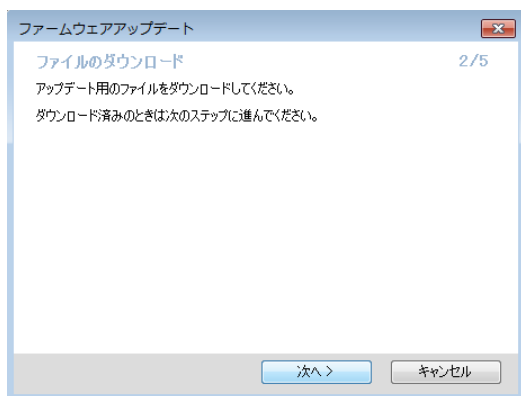 ファームウェアアップデート
ファイルのダウンロード 2/5
アップデート用のファイルをダウンロードしてください。
ダウンロード済みのときは次のステップに進んでください。
次へ > キャンセル